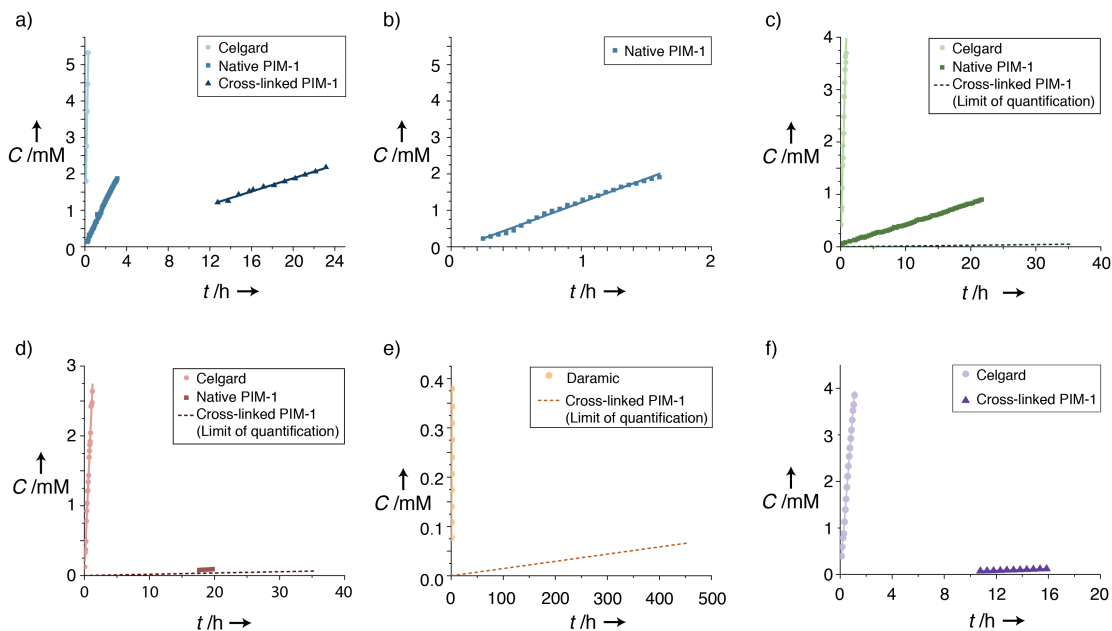 a)
Celgard
Native PIM-1
Cross-linked PIM-1
5
4
3
2
1
0
C /mM
0 4 8 12 16 20 24
t /h
b)
Native PIM-1
5
4
3
2
1
0
C /mM
0 1 2
t /h
c)
Celgard
Native PIM-1
Cross-linked PIM-1
(Limit of quantification)
4
3
2
1
0
C /mM
0 10 20 30 40
t /h
d)
Celgard
Native PIM-1
Cross-linked PIM-1
(Limit of quantification)
3
2
1
0
C /mM
0 10 20 30 40
t /h
e)
Daramic
Cross-linked PIM-1
(Limit of quantification)
0.4
0.3
0.2
0.1
0.0
C /mM
0 100 200 300 400 500
t /h
f)
Celgard
Cross-linked PIM-1
4
3
2
1
0
C /mM
0 4 8 12 16 20
t /h